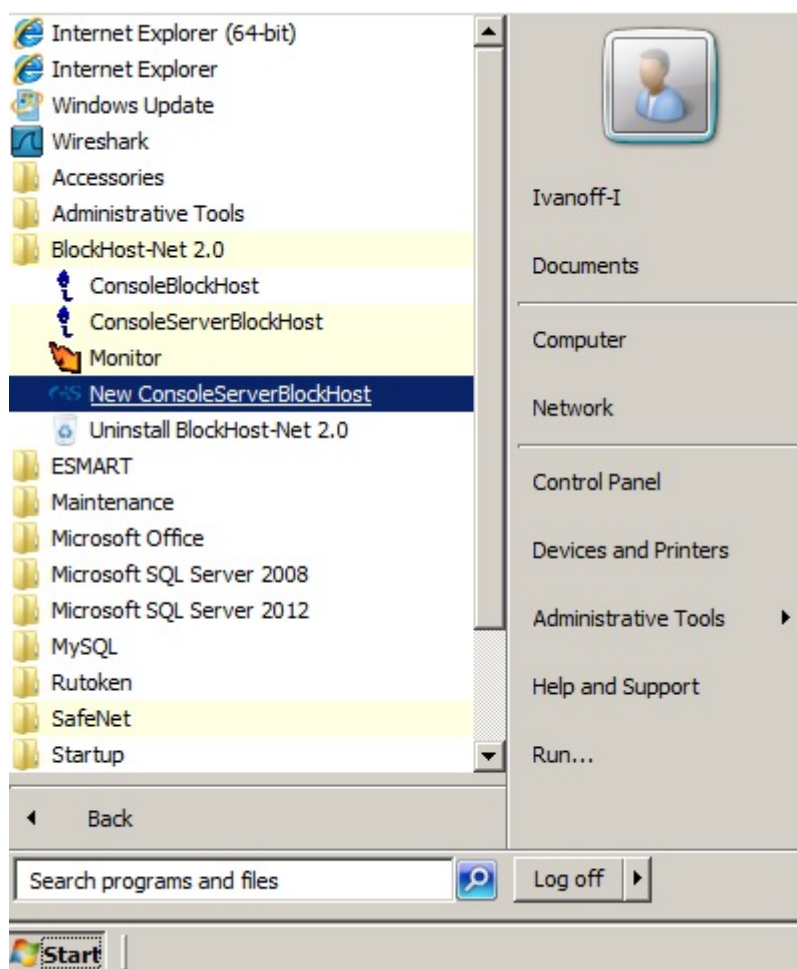 Internet Explorer (64-bit)
Internet Explorer
Windows Update
Wireshark
Accessories
Administrative Tools
BlockHost-Net 2.0
ConsoleBlockHost
ConsoleServerBlockHost
Monitor
GIS New ConsoleServerBlockHost
Uninstall BlockHost-Net 2.0
ESMART
Maintenance
Microsoft Office
Microsoft SQL Server 2008
Microsoft SQL Server 2012
MySQL
Rutoken
SafeNet
Startup
Back
Search programs and files
Ivanoff-I
Documents
Computer
Network
Control Panel
Devices and Printers
Administrative Tools
Help and Support
Run...
Log off
Start